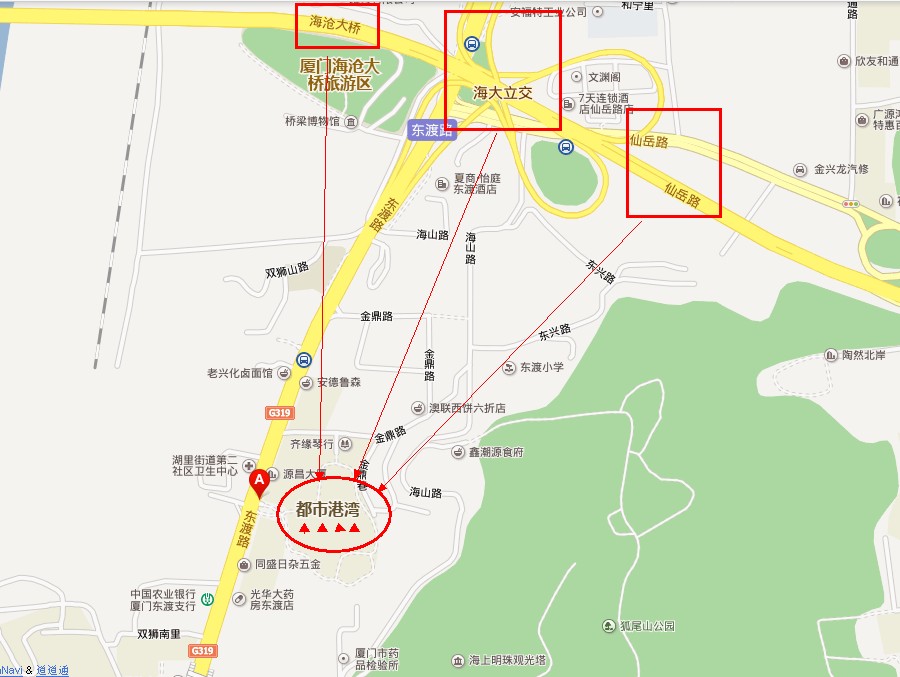 安福特工业公司
和宁里
通
路
海沧大桥
厦门海沧大
桥旅游区
文渊阁
欣友和通
海大立交
7天连锁酒
店仙岳路店
桥梁博物馆
东渡路
广源鸿
特惠百
仙岳路
金兴龙汽修
夏商·怡庭
东渡酒店
仙岳路
东渡路
海山路
海山路
双狮山路
东兴路
金鼎路
东兴路
陶然北岸
金鼎路
老兴化卤面馆
安德鲁森
东渡小学
G319
澳联西饼六折店
金鼎路
齐缘琴行
鑫潮源食府
湖里街道第二
社区卫生中心
源昌大厦
金鼎巷
A
海山路
都市港湾
东渡路
同盛日杂五金
中国农业银行
厦门东渡支行
光华大药
房东渡店
双狮南里
狐尾山公园
G319
厦门市药
品检验所
海上明珠观光塔
Navi & 道道通